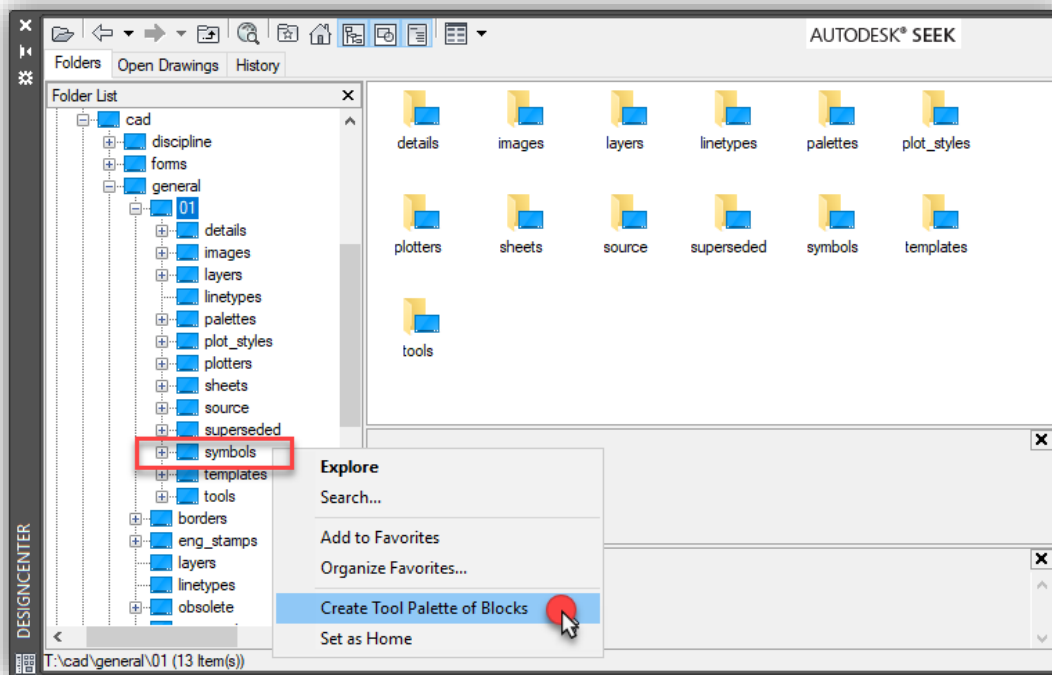 AUTODESK® SEEK
Folders Open Drawings History
Folder List
cad
discipline
forms
general
01
details
images
layers
linetypes
palettes
plot_styles
plotters
sheets
source
superseded
symbols
templates
tools
borders
eng_stamps
layers
linetypes
obsolete
details images layers linetypes palettes plot_styles
plotters sheets source superseded symbols templates
tools
Explore
Search...
Add to Favorites
Organize Favorites...
Create Tool Palette of Blocks
Set as Home
DESIGNCENTER
T:\cad\general\01 (13 Item(s))